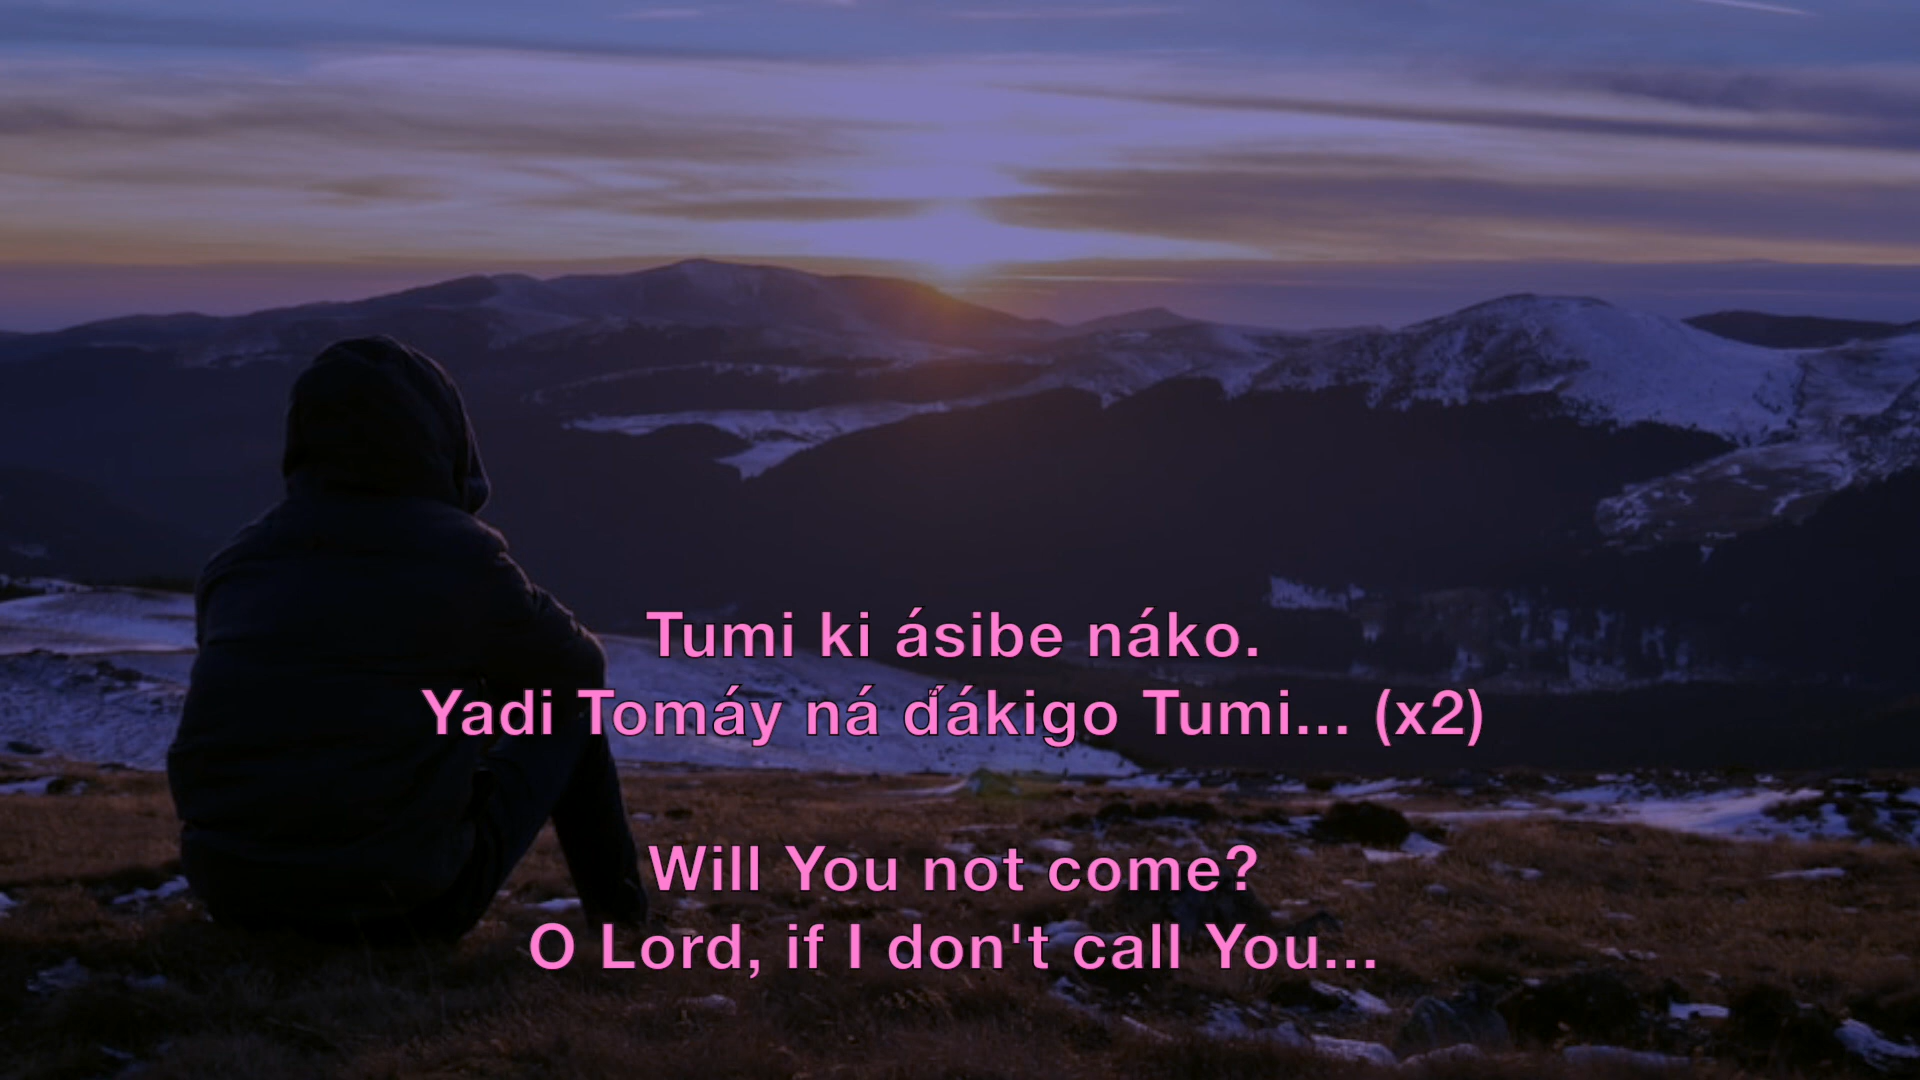 Tumi ki ásibe náko.
Yadi Tomáy ná d́ákigo Tumi... (x2)
Will You not come?
O Lord, if I don't call You...